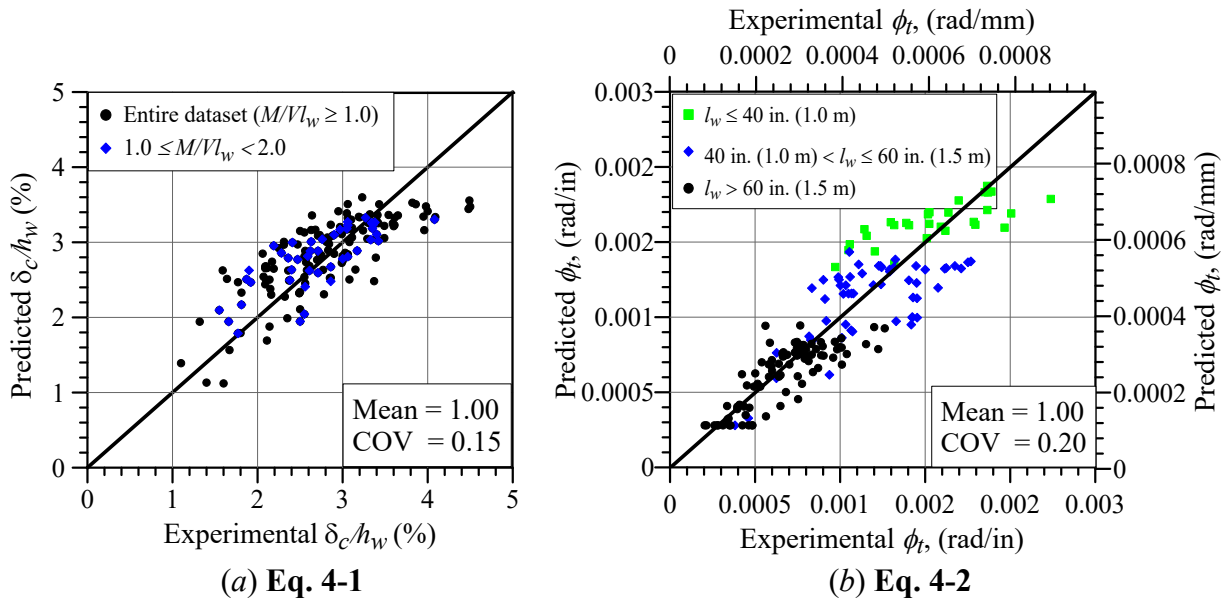 Experimental ϕt, (rad/mm)
0 0.0002 0.0004 0.0006 0.0008
5
4
3
2
1
0
Predicted δc/hw (%)
Entire dataset (M/Vlw ≥ 1.0)
1.0 ≤ M/Vlw < 2.0
Mean = 1.00
COV = 0.15
0 1 2 3 4 5
Experimental δc/hw (%)
(a) Eq. 4-1
0.003
0.002
0.002
0.001
0.0005
0
Predicted ϕt, (rad/in)
lw ≤ 40 in. (1.0 m)
40 in. (1.0 m) < lw ≤ 60 in. (1.5 m)
lw > 60 in. (1.5 m)
Mean = 1.00
COV = 0.20
0.0008
0.0006
0.0004
0.0002
0
Predicted ϕt, (rad/mm)
0 0.0005 0.001 0.002 0.002 0.003
Experimental ϕt, (rad/in)
(b) Eq. 4-2